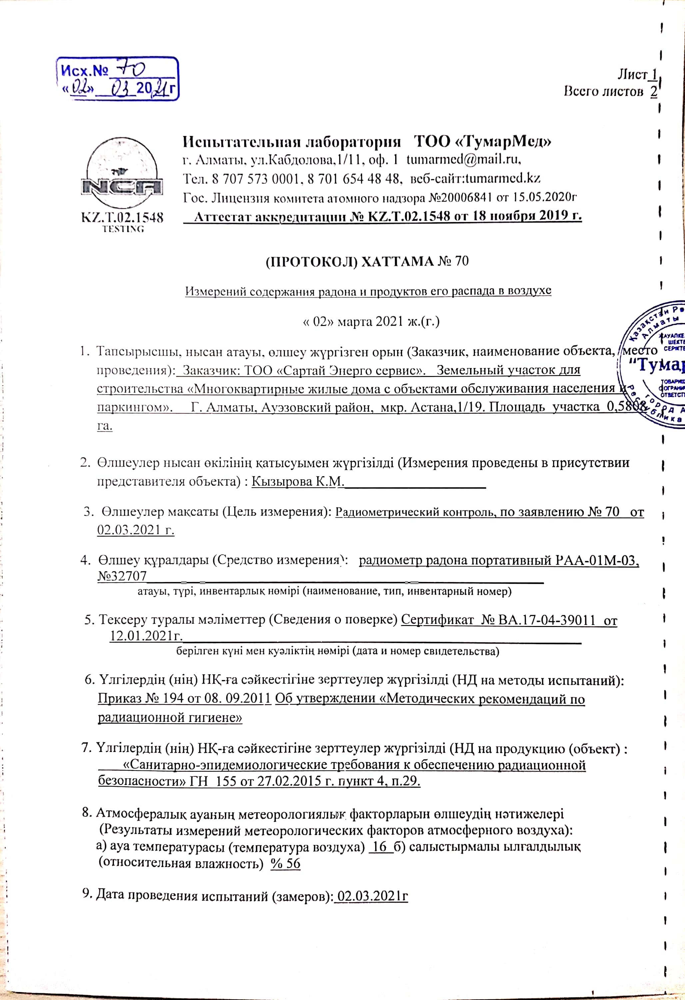 Исх.№ 70
«02» 03 2021г
Лист 1
Всего листов 2
Испытательная лаборатория ТОО «ТумарМед»
г. Алматы, ул.Кабдолова,1/11, оф. 1 tumarmed@mail.ru,
Тел. 8 707 573 0001, 8 701 654 48 48, веб-сайт:tumarmed.kz
Гос. Лицензия комитета атомного надзора №20006841 от 15.05.2020г
Аттестат аккредитации № KZ.T.02.1548 от 18 ноября 2019 г.
NCA
KZ.T.02.1548
TESTING
(ПРОТОКОЛ) ХАТТАМА № 70
Измерений содержания радона и продуктов его распада в воздухе
« 02» марта 2021 ж.(г.)
1. Тапсырысшы, нысан атауы, өлшеу жүргізген орын (Заказчик, наименование объекта, место
проведения): Заказчик: ТОО «Сартай Энерго сервис». Земельный участок для
строительства «Многоквартирные жилые дома с объектами обслуживания населения и
паркингом». Г. Алматы, Ауэзовский район, мкр. Астана,1/19. Площадь участка 0,5808
га.
Қазақстан Ре
Алматы
ЖАУАПКЕ
ШЕКТЕ
СЕРІКТЕ
"Тумар
ТОВАРИЩ
ОГРАНИ
ОТВЕТСТ
город А
Республика
2. Өлшеулер нысан өкілінің қатысуымен жүргізілді (Измерения проведены в присутствии
представителя объекта) : Кызырова К.М.
3. Өлшеулер мақсаты (Цель измерения): Радиометрический контроль, по заявлению № 70 от
02.03.2021 г.
4. Өлшеу құралдары (Средство измерения): радиометр радона портативный РАА-01М-03,
№32707
атауы, түрі, инвентарлық нөмірі (наименование, тип, инвентарный номер)
5. Тексеру туралы мәліметтер (Сведения о поверке) Сертификат № ВА.17-04-39011 от
12.01.2021г.
берілген күні мен куәліктің нөмірі (дата и номер свидетельства)
6. Үлгілердің (нің) НҚ-ға сәйкестігіне зерттеулер жүргізілді (НД на методы испытаний):
Приказ № 194 от 08. 09.2011 Об утверждении «Методических рекомендаций по
радиационной гигиене»
7. Үлгілердің (нің) НҚ-ға сәйкестігіне зерттеулер жүргізілді (НД на продукцию (объект) :
«Санитарно-эпидемиологические требования к обеспечению радиационной
безопасности» ГН 155 от 27.02.2015 г. пункт 4, п.29.
8. Атмосфералық ауаның метеорологиялық факторларын өлшеудің нәтижелері
(Результаты измерений метеорологических факторов атмосферного воздуха):
а) ауа температурасы (температура воздуха) 16 б) салыстырмалы ылғалдылық
(относительная влажность) % 56
9. Дата проведения испытаний (замеров): 02.03.2021г